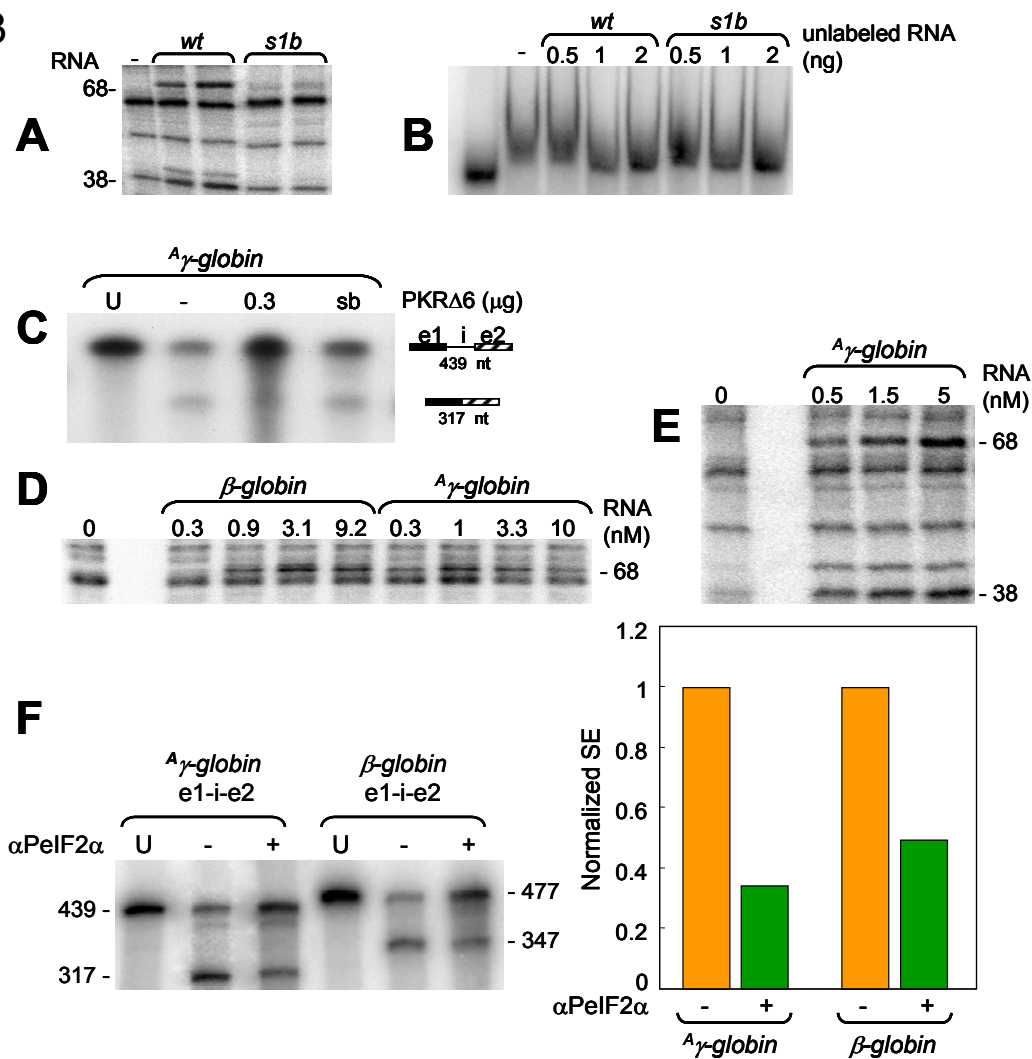 B
A
RNA - wt s1b
68-
38-
B
wt s1b unlabeled RNA
- 0.5 1 2 0.5 1 2 (ng)
C
Aγ-globin
U - 0.3 sb PKRΔ6 (μg)
e1 i e2
439 nt
317 nt
D
β-globin Aγ-globin RNA
0 0.3 0.9 3.1 9.2 0.3 1 3.3 10 (nM)
- 68
E
Aγ-globin RNA
0 0.5 1.5 5 (nM)
- 68
- 38
F
Aγ-globin β-globin
e1-i-e2 e1-i-e2
αPeIF2α U - + U - +
439 - - 477
- 347
317 -
Normalized SE
1.2
1
0.8
0.6
0.4
0.2
0
αPeIF2α - + - +
Aγ-globin β-globin